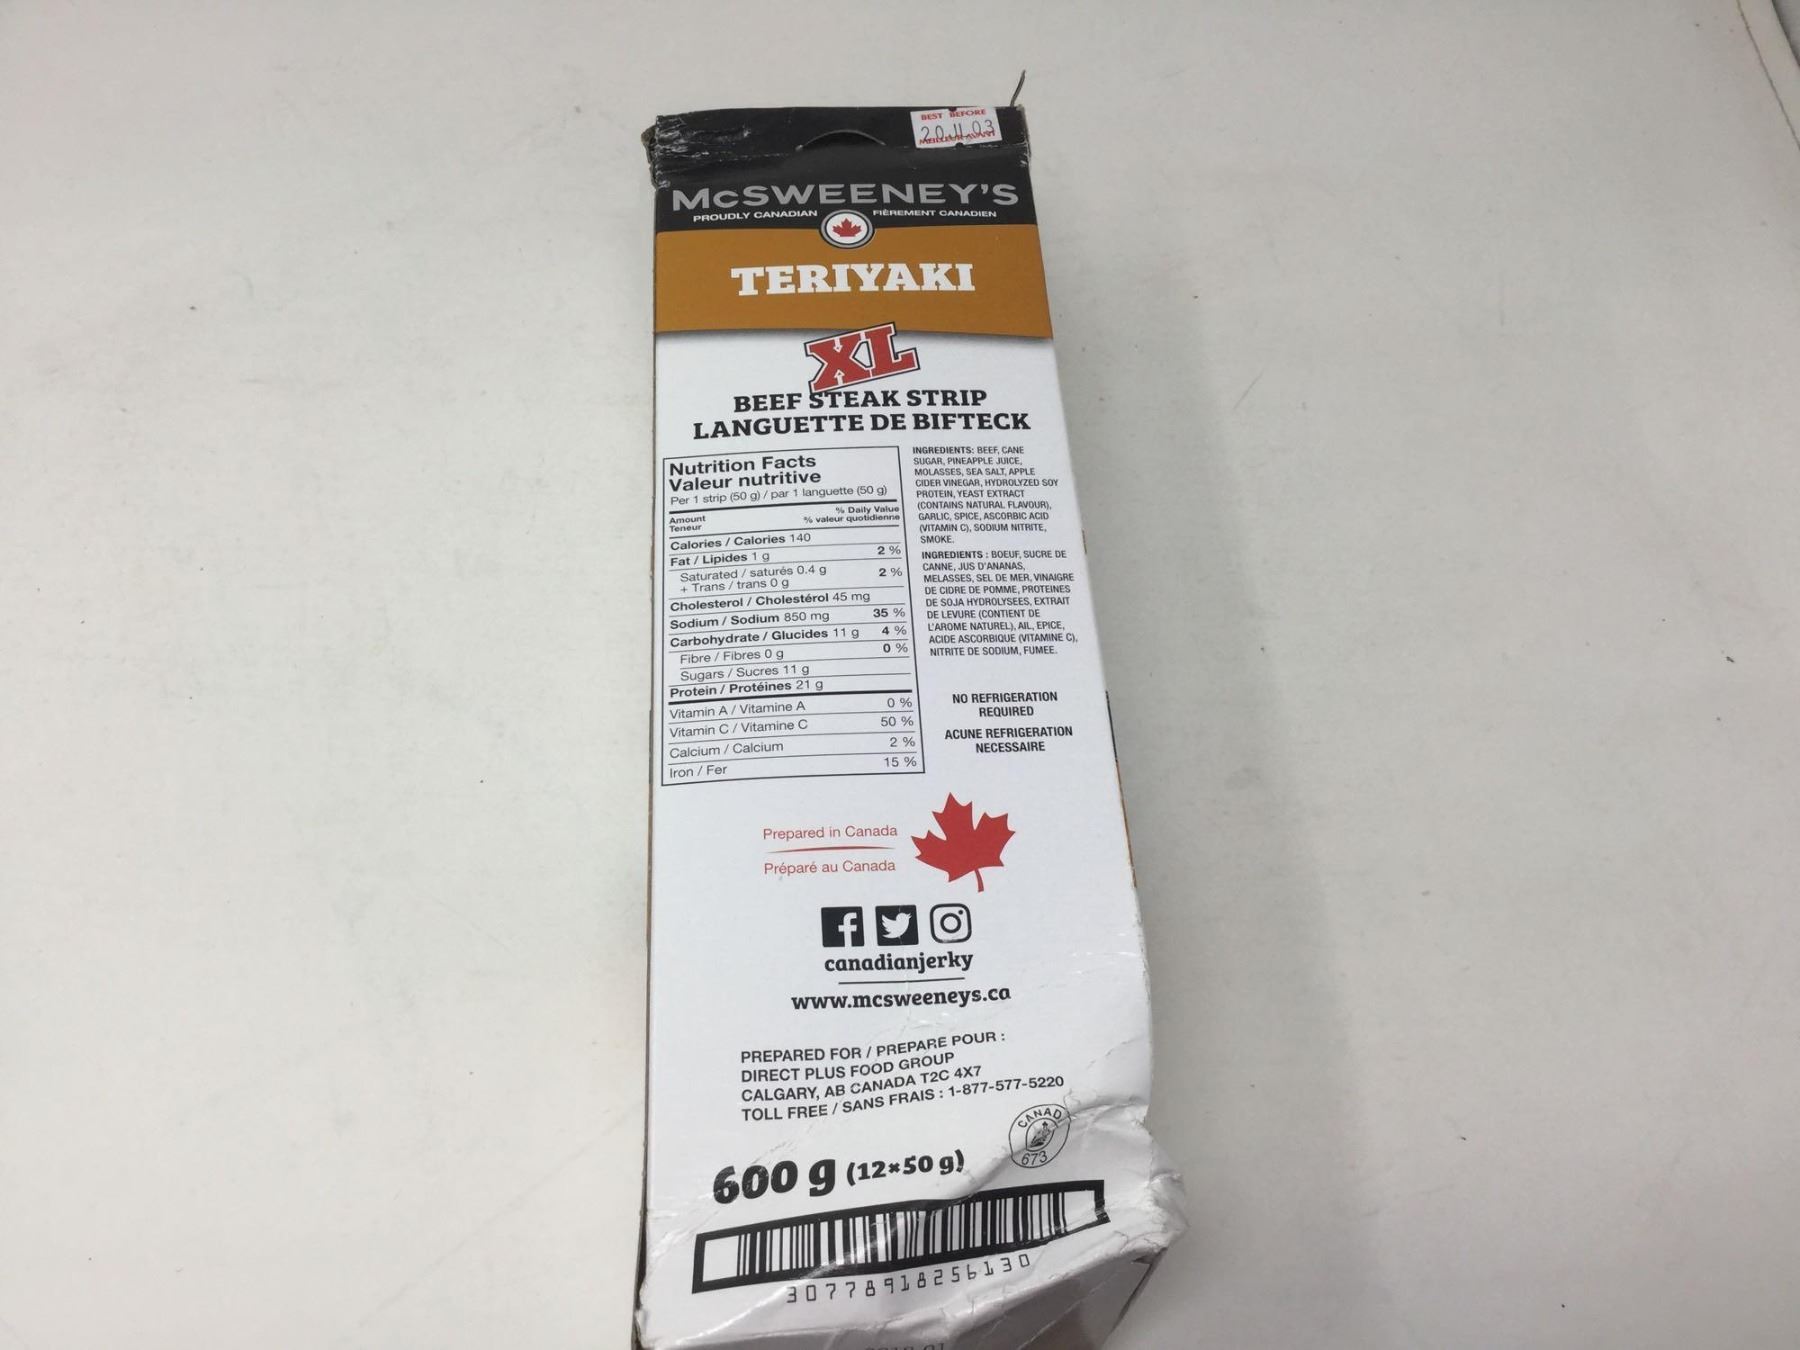 BEST BEFORE
20.11.03
MEILLEUR AVANT
McSWEENEY'S
PROUDLY CANADIAN FIÈREMENT CANADIEN
TERIYAKI
XL
BEEF STEAK STRIP
LANGUETTE DE BIFTECK
Nutrition Facts
Valeur nutritive
Per 1 strip (50 g) / par 1 languette (50 g)
Amount % Daily Value
Teneur % valeur quotidienne
Calories / Calories 140
Fat / Lipides 1 g 2 %
Saturated / saturés 0.4 g 2 %
+ Trans / trans 0 g
Cholesterol / Cholestérol 45 mg
Sodium / Sodium 850 mg 35 %
Carbohydrate / Glucides 11 g 4 %
Fibre / Fibres 0 g 0 %
Sugars / Sucres 11 g
Protein / Protéines 21 g
Vitamin A / Vitamine A 0 %
Vitamin C / Vitamine C 50 %
Calcium / Calcium 2 %
Iron / Fer 15 %
INGREDIENTS: BEEF, CANE
SUGAR, PINEAPPLE JUICE,
MOLASSES, SEA SALT, APPLE
CIDER VINEGAR, HYDROLYZED SOY
PROTEIN, YEAST EXTRACT
(CONTAINS NATURAL FLAVOUR),
GARLIC, SPICE, ASCORBIC ACID
(VITAMIN C), SODIUM NITRITE,
SMOKE.
INGREDIENTS : BOEUF, SUCRE DE
CANNE, JUS D'ANANAS,
MELASSES, SEL DE MER, VINAIGRE
DE CIDRE DE POMME, PROTEINES
DE SOJA HYDROLYSEES, EXTRAIT
DE LEVURE (CONTIENT DE
L'AROME NATUREL), AIL, EPICE,
ACIDE ASCORBIQUE (VITAMINE C),
NITRITE DE SODIUM, FUMEE.
NO REFRIGERATION
REQUIRED
ACUNE REFRIGERATION
NECESSAIRE
Prepared in Canada
Préparé au Canada
canadianjerky
www.mcsweeneys.ca
PREPARED FOR / PREPARE POUR :
DIRECT PLUS FOOD GROUP
CALGARY, AB CANADA T2C 4X7
TOLL FREE / SANS FRAIS : 1-877-577-5220
CANADA
673
600 g (12×50 g)
30778918256130